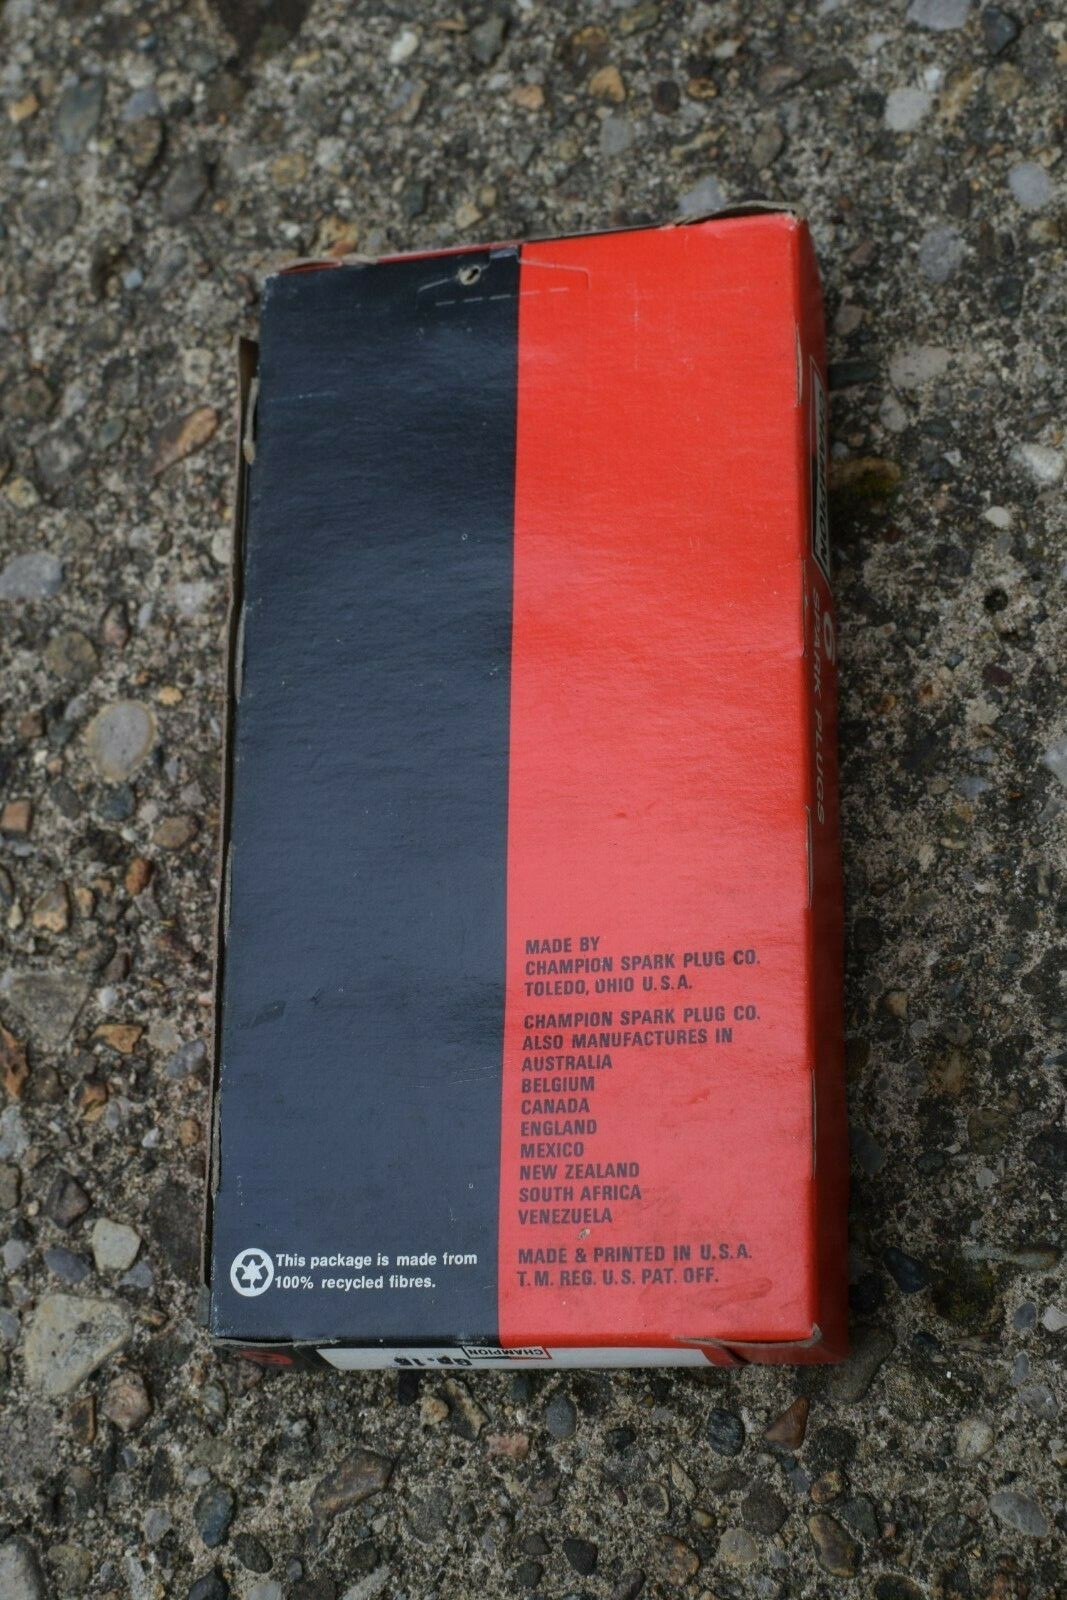 CHAMPION
6
SPARK PLUGS
MADE BY
CHAMPION SPARK PLUG CO.
TOLEDO, OHIO U.S.A.
CHAMPION SPARK PLUG CO.
ALSO MANUFACTURES IN
AUSTRALIA
BELGIUM
CANADA
ENGLAND
MEXICO
NEW ZEALAND
SOUTH AFRICA
VENEZUELA
MADE & PRINTED IN U.S.A.
T.M. REG. U.S. PAT. OFF.
This package is made from
100% recycled fibres.
CHAMPION